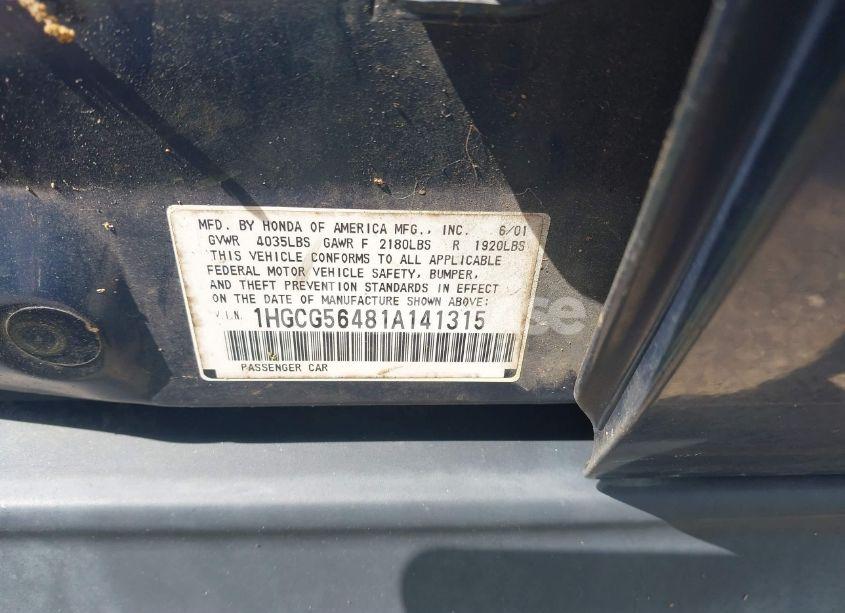 MFD. BY HONDA OF AMERICA MFG., INC. 6/01
GVWR 4035LBS GAWR F 2180LBS R 1920LBS
THIS VEHICLE CONFORMS TO ALL APPLICABLE
FEDERAL MOTOR VEHICLE SAFETY, BUMPER,
AND THEFT PREVENTION STANDARDS IN EFFECT
ON THE DATE OF MANUFACTURE SHOWN ABOVE:
V.I.N. 1HGCG56481A141315
PASSENGER CAR